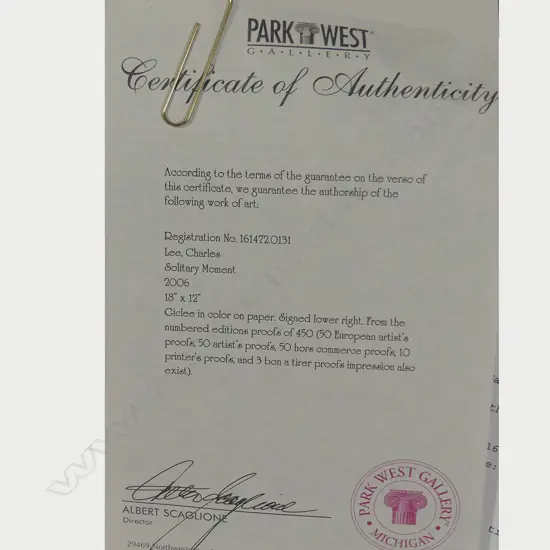 PARK WEST
G·A·L·L·E·R·Y
Certificate of Authenticity
According to the terms of the guarantee on the verso of
this certificate, we guarantee the authorship of the
following work of art:
Registration No. 161472.0131
Lee, Charles
Solitary Moment
2006
18" x 12"
Giclee in color on paper. Signed lower right. From the
numbered editions proofs of 450 (50 European artist's
proofs, 50 artist's proofs, 50 hors commerce proofs, 10
printer's proofs, and 3 bon a tirer proofs impression also
exist).
ALBERT SCAGLIONE
Director
29469 Northwestern
PARK WEST GALLERY
• MICHIGAN •